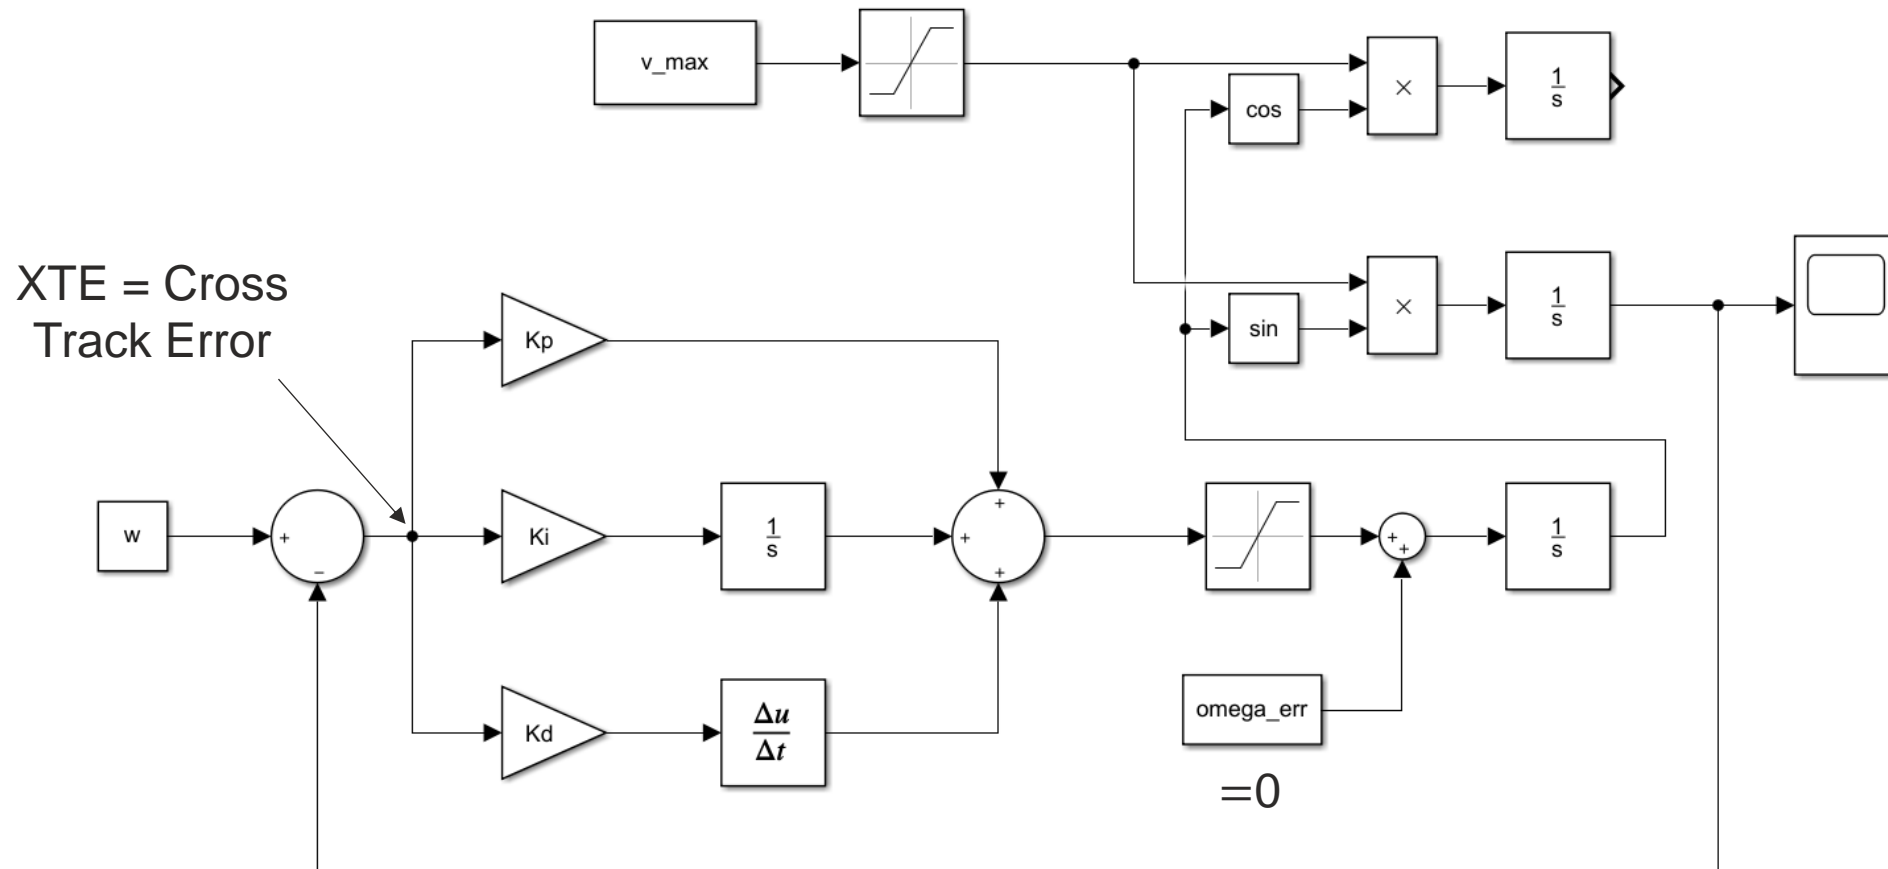 v_max
×
1
s
cos
XTE = Cross
Track Error
Kp
×
1
s
sin
w
+
−
Ki
1
s
+
+
+
+
+
1
s
Kd
Δu
Δt
omega_err
=0